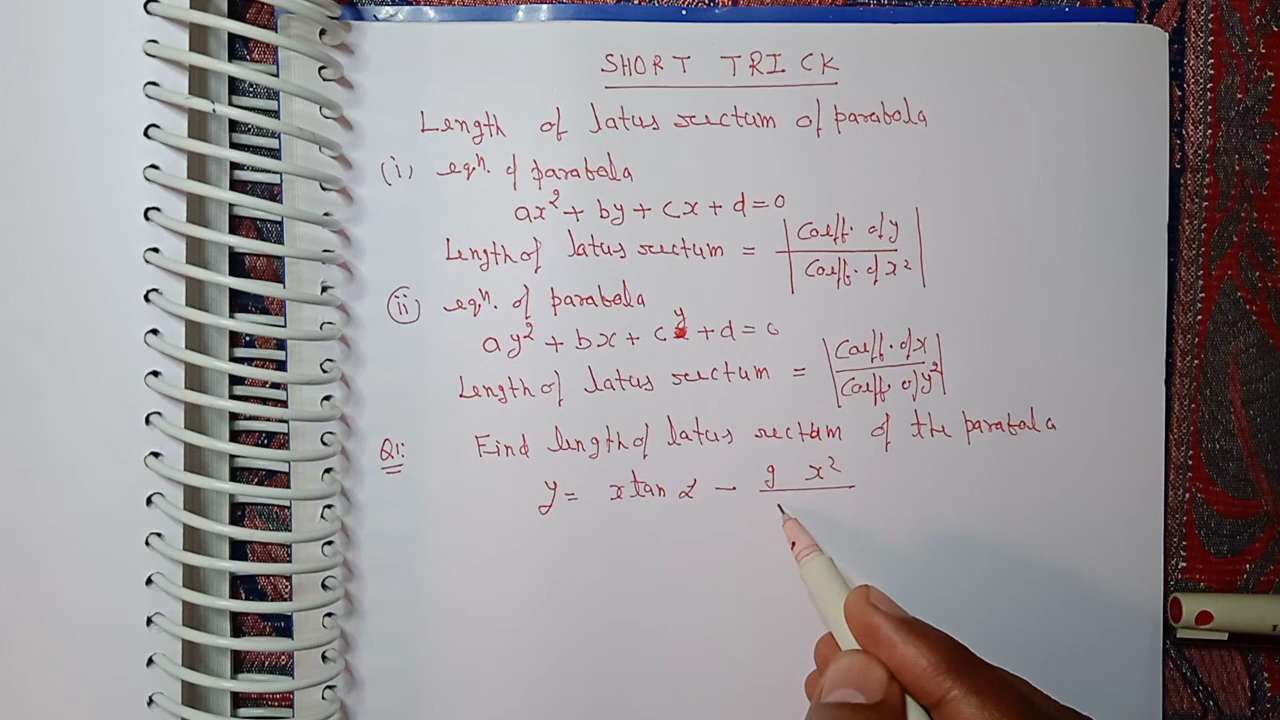 SHORT TRICK
Length of latus rectum of parabola
(i) eqⁿ. of parabola
ax² + by + cx + d = 0
Length of latus rectum = | Coeff. of y / Coeff. of x² |
(ii) eqⁿ. of parabola
ay² + bx + cy + d = 0
Length of latus rectum = | Coeff. of x / Coeff. of y² |
Q1: Find length of latus rectum of the parabola
y = x tan α - g x²